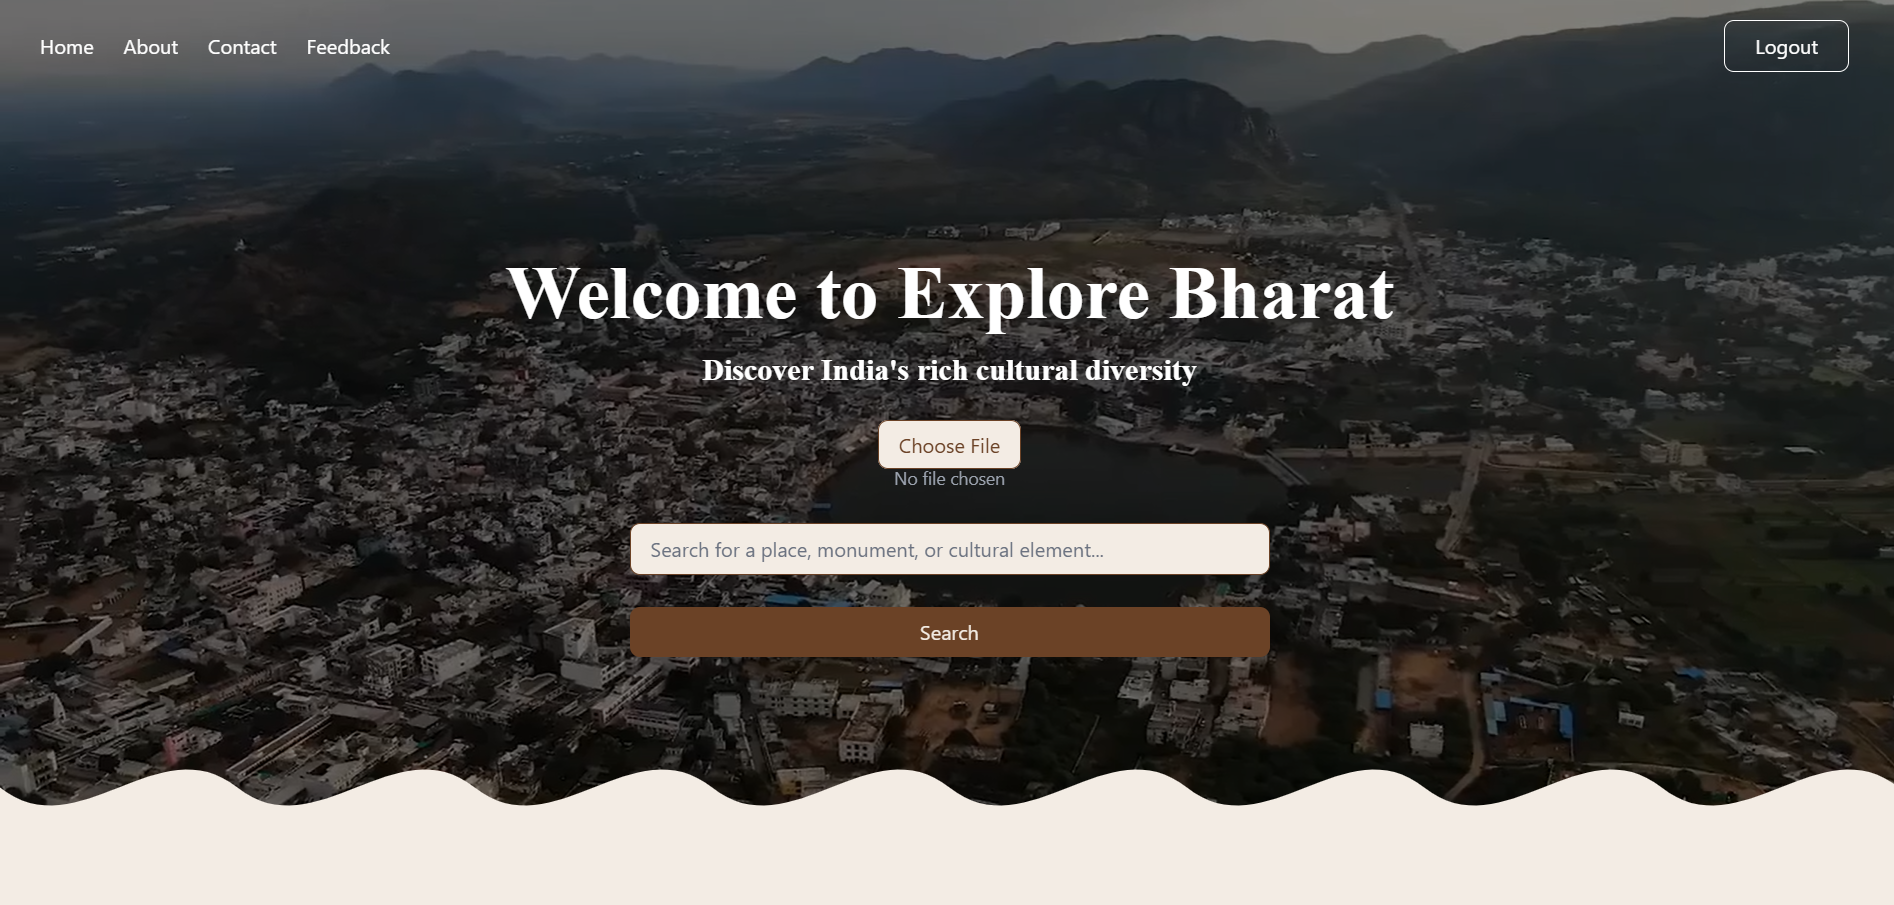 Home About Contact Feedback Logout
Welcome to Explore Bharat
Discover India's rich cultural diversity
Choose File
No file chosen
Search for a place, monument, or cultural element...
Search